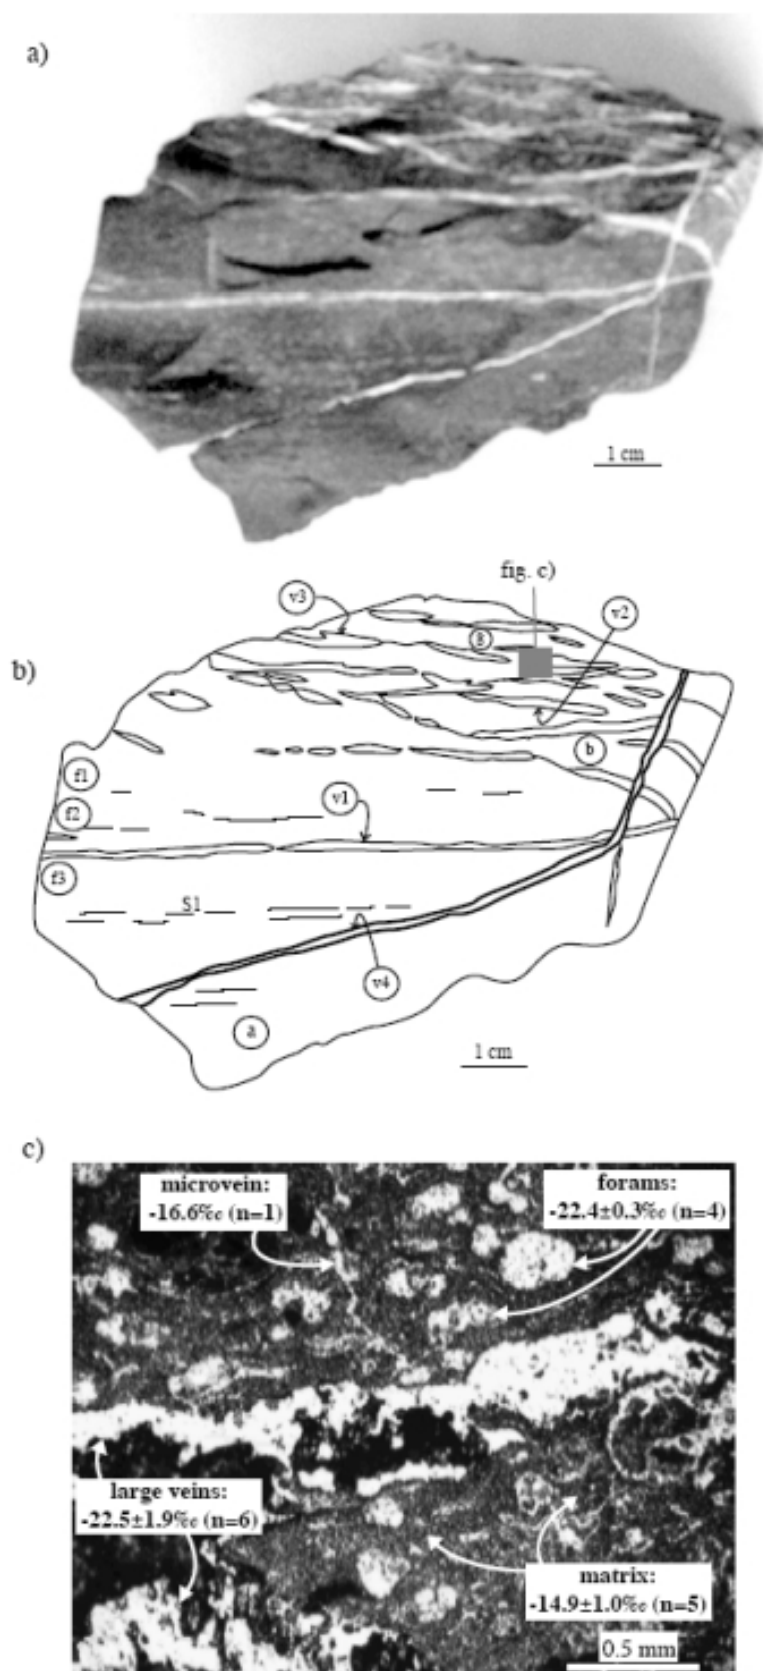 a)
1 cm
b)
fig. c)
v3
v2
g
b
f1
f2
v1
f3
S1
v4
a
1 cm
c)
microvein:
-16.6‰ (n=1)
forams:
-22.4±0.3‰ (n=4)
large veins:
-22.5±1.9‰ (n=6)
matrix:
-14.9±1.0‰ (n=5)
0.5 mm